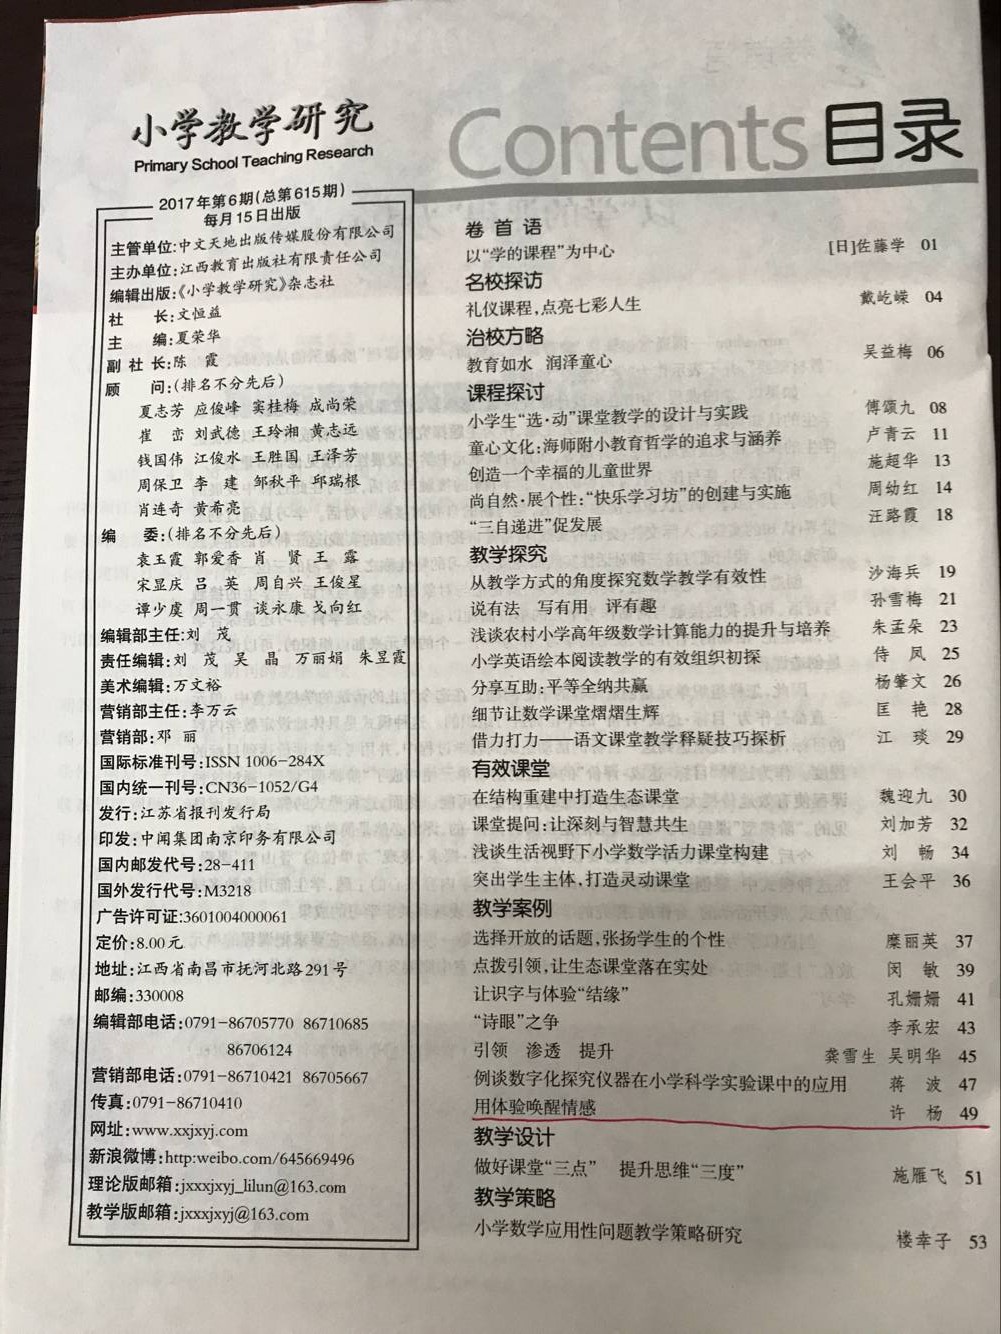 小学教学研究
Primary School Teaching Research
Contents 目录
2017年第6期(总第615期)
每月15日出版
主管单位:中文天地出版传媒股份有限公司
主办单位:江西教育出版社有限责任公司
编辑出版:《小学教学研究》杂志社
社 长:文恒益
主 编:夏荣华
副 社 长:陈 霞
顾 问:(排名不分先后)
夏志芳 应俊峰 窦桂梅 成尚荣
崔 峦 刘武德 王玲湘 黄志远
钱国伟 江俊水 王胜国 王泽芳
周保卫 李 建 邹秋平 邱瑞根
肖连奇 黄希亮
编 委:(排名不分先后)
袁玉霞 郭爱香 肖 贤 王 露
宋显庆 吕 英 周自兴 王俊星
谭少虞 周一贯 谈永康 戈向红
编辑部主任:刘 茂
责任编辑:刘 茂 吴 晶 万丽娟 朱昱霞
美术编辑:万文裕
营销部主任:李万云
营销部:邓 丽
国际标准刊号:ISSN 1006-284X
国内统一刊号:CN36-1052/G4
发行:江苏省报刊发行局
印发:中闻集团南京印务有限公司
国内邮发代号:28-411
国外发行代号:M3218
广告许可证:3601004000061
定价:8.00元
地址:江西省南昌市抚河北路291号
邮编:330008
编辑部电话:0791-86705770 86710685
86706124
营销部电话:0791-86710421 86705667
传真:0791-86710410
网址:www.xxjxyj.com
新浪微博:http:weibo.com/645669496
理论版邮箱:jxxxjxyj_lilun@163.com
教学版邮箱:jxxxjxyj@163.com
卷首语
以“学的课程”为中心 [日]佐藤学 01
名校探访
礼仪课程,点亮七彩人生 戴屹嵘 04
治校方略
教育如水 润泽童心 吴益梅 06
课程探讨
小学生“选·动”课堂教学的设计与实践 傅颂九 08
童心文化:海师附小教育哲学的追求与涵养 卢青云 11
创造一个幸福的儿童世界 施超华 13
尚自然·展个性:“快乐学习坊”的创建与实施 周幼红 14
“三自递进”促发展 汪路霞 18
教学探究
从教学方式的角度探究数学教学有效性 沙海兵 19
说有法 写有用 评有趣 孙雪梅 21
浅谈农村小学高年级数学计算能力的提升与培养 朱孟朵 23
小学英语绘本阅读教学的有效组织初探 侍 凤 25
分享互助:平等全纳共赢 杨肇文 26
细节让数学课堂熠熠生辉 匡 艳 28
借力打力——语文课堂教学释疑技巧探析 江 琰 29
有效课堂
在结构重建中打造生态课堂 魏迎九 30
课堂提问:让深刻与智慧共生 刘加芳 32
浅谈生活视野下小学数学活力课堂构建 刘 畅 34
突出学生主体,打造灵动课堂 王会平 36
教学案例
选择开放的话题,张扬学生的个性 糜丽英 37
点拨引领,让生态课堂落在实处 闵 敏 39
让识字与体验“结缘” 孔姗姗 41
“诗眼”之争 李承宏 43
引领 渗透 提升 龚雪生 吴明华 45
例谈数字化探究仪器在小学科学实验课中的应用 蒋 波 47
用体验唤醒情感 许 杨 49
教学设计
做好课堂“三点” 提升思维“三度” 施雁飞 51
教学策略
小学数学应用性问题教学策略研究 楼幸子 53